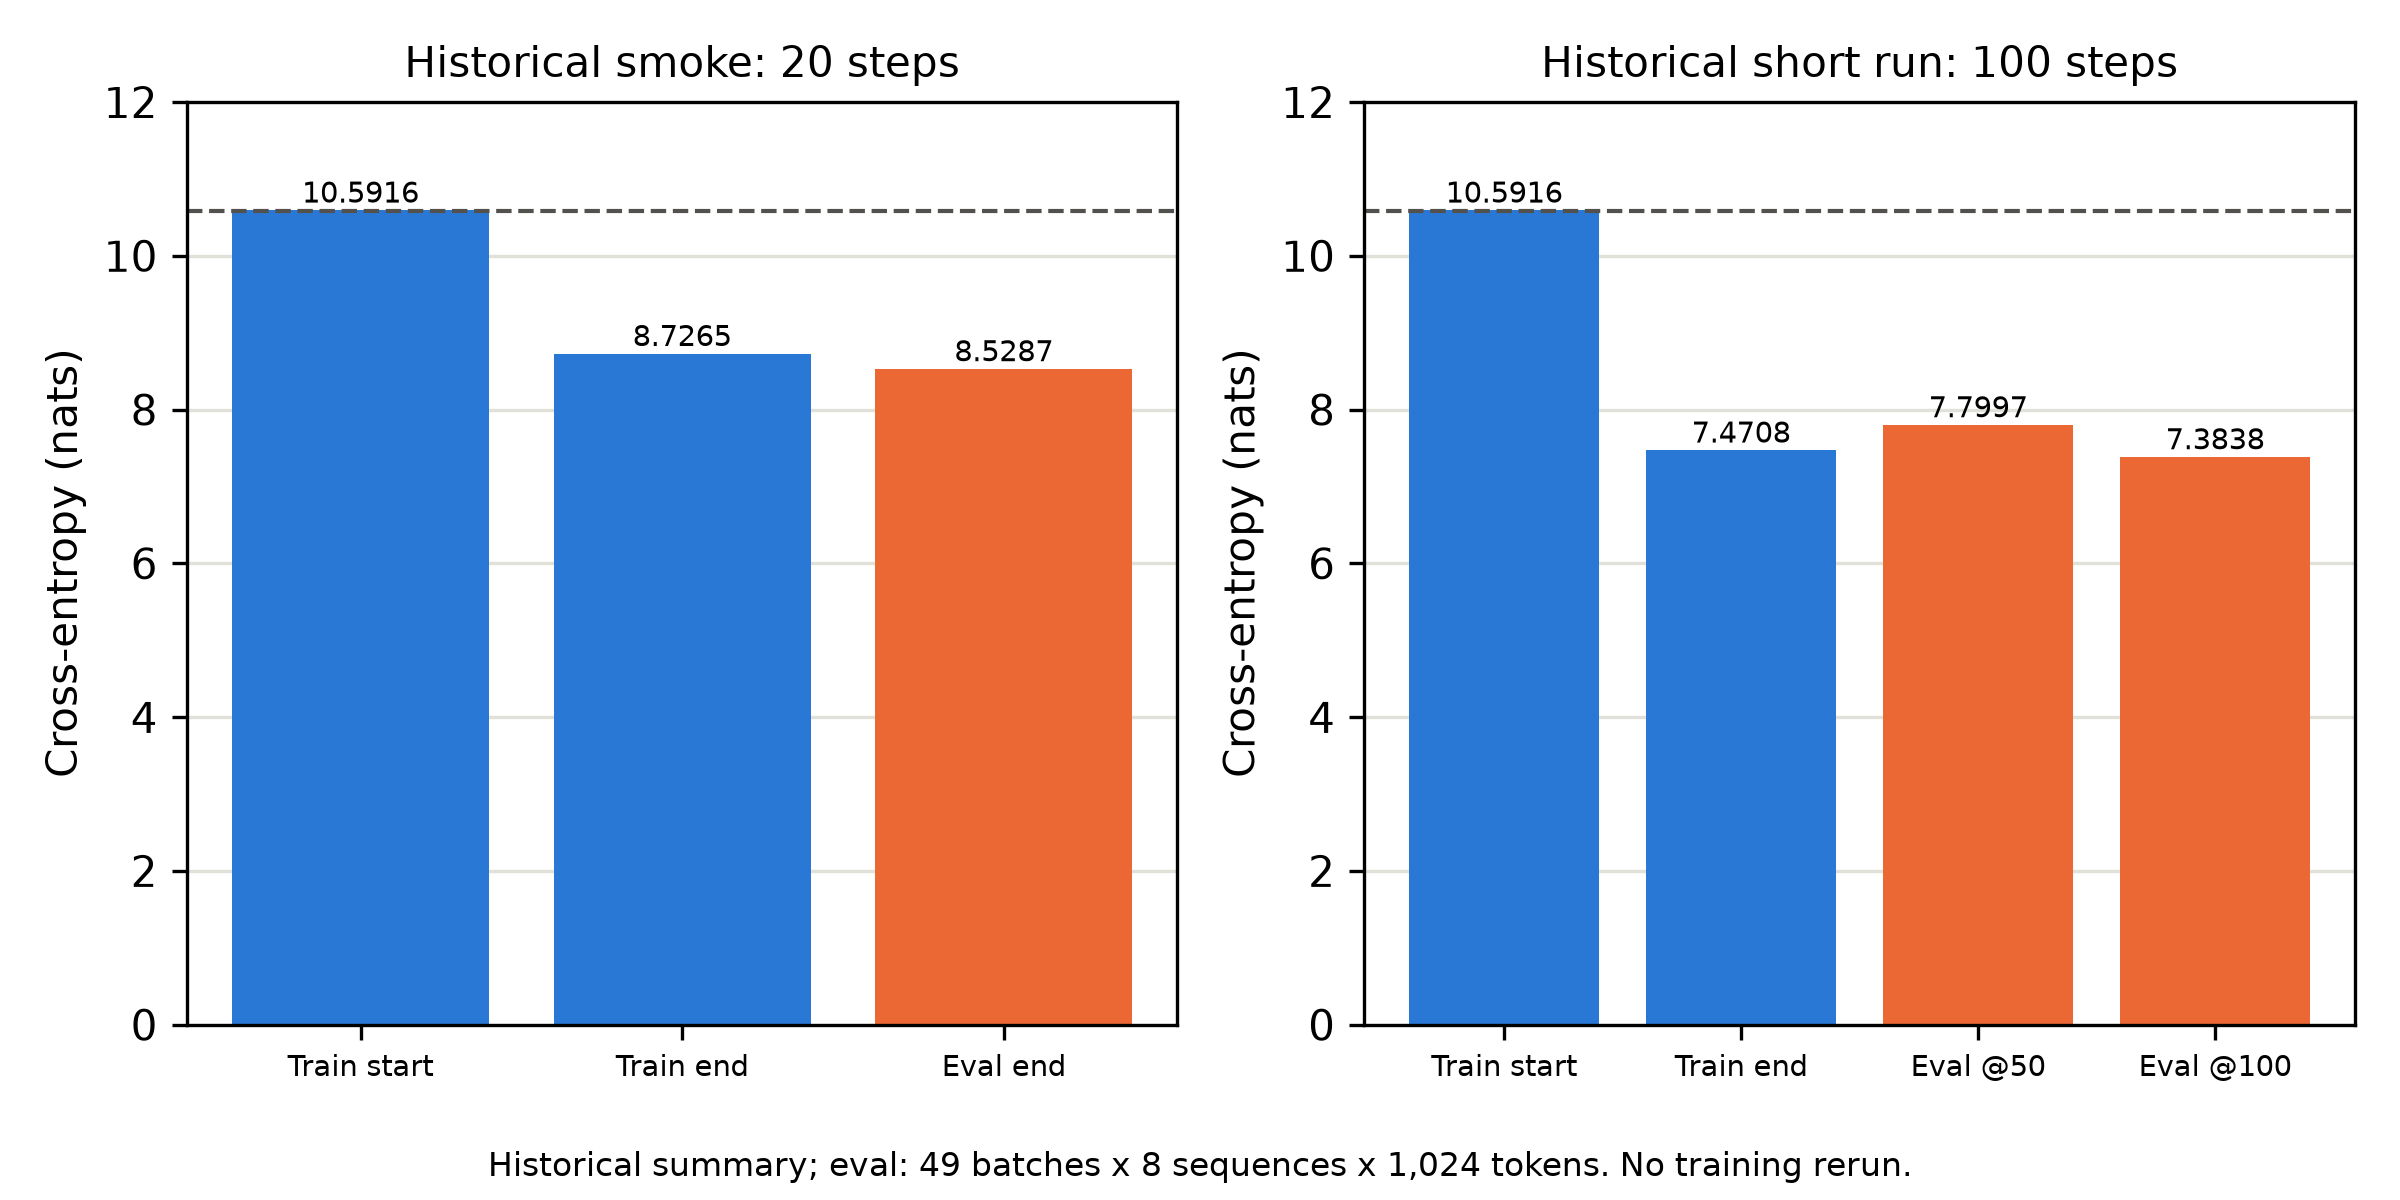 Historical smoke: 20 steps
Cross-entropy (nats)
12
10
8
6
4
2
0
10.5916
8.7265
8.5287
Train start
Train end
Eval end
Historical short run: 100 steps
Cross-entropy (nats)
12
10
8
6
4
2
0
10.5916
7.4708
7.7997
7.3838
Train start
Train end
Eval @50
Eval @100
Historical summary; eval: 49 batches x 8 sequences x 1,024 tokens. No training rerun.